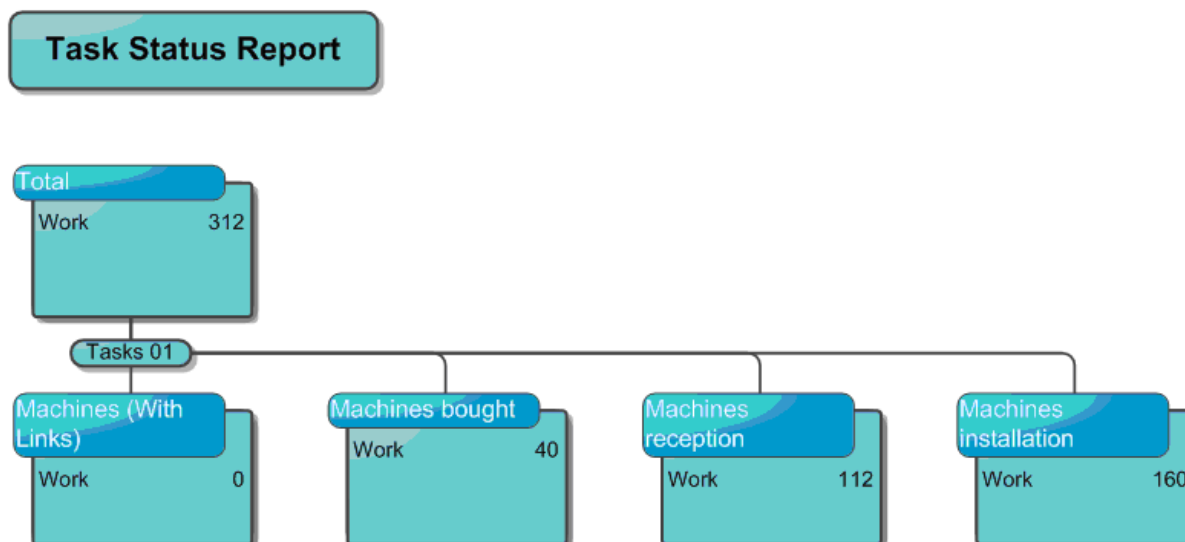 Task Status Report
Total
Work 312
Tasks 01
Machines (With
Links)
Work 0
Machines bought
Work 40
Machines
reception
Work 112
Machines
installation
Work 160